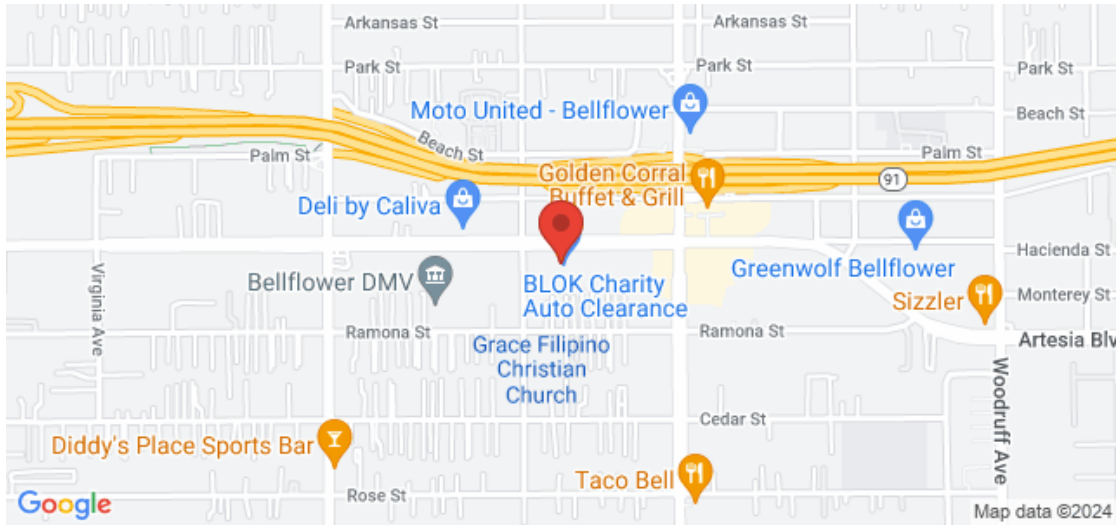 Arkansas St
Arkansas St
Park St
Park St
Park St
Moto United - Bellflower
Beach St
Beach St
Palm St
Palm St
Golden Corral
Buffet & Grill
91
Deli by Caliva
Hacienda St
Virginia Ave
Bellflower DMV
BLOK Charity
Auto Clearance
Greenwolf Bellflower
Sizzler
Monterey St
Ramona St
Ramona St
Artesia Blv
Grace Filipino
Christian
Church
Woodruff Ave
Cedar St
Diddy's Place Sports Bar
Taco Bell
Rose St
Google
Map data ©2024